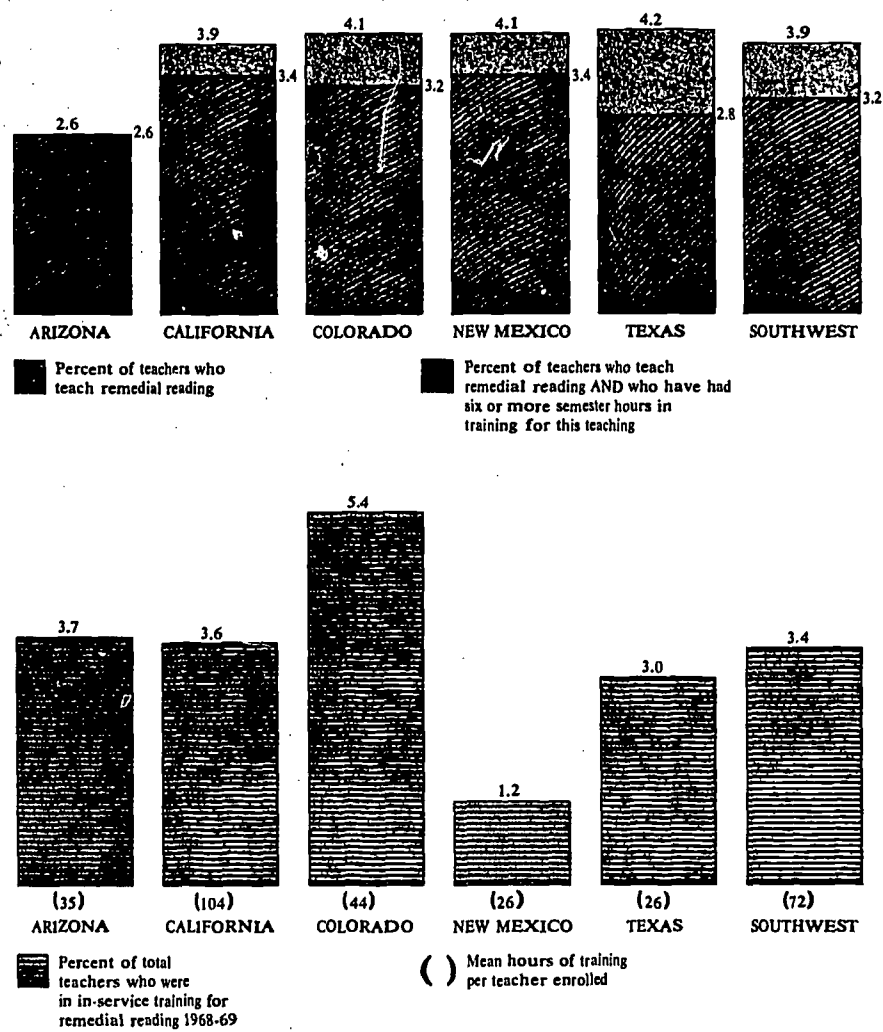 3.9 4.1 4.1 4.2 3.9
3.4 3.2 3.4 2.8 3.2
2.6 2.6
ARIZONA CALIFORNIA COLORADO NEW MEXICO TEXAS SOUTHWEST
Percent of teachers who
teach remedial reading
Percent of teachers who teach
remedial reading AND who have had
six or more semester hours in
training for this teaching
5.4
3.7 3.6 3.0 3.4
1.2
(35) (104) (44) (26) (26) (72)
ARIZONA CALIFORNIA COLORADO NEW MEXICO TEXAS SOUTHWEST
Percent of total
teachers who were
in in-service training for
remedial reading 1968-69
( ) Mean hours of training
per teacher enrolled